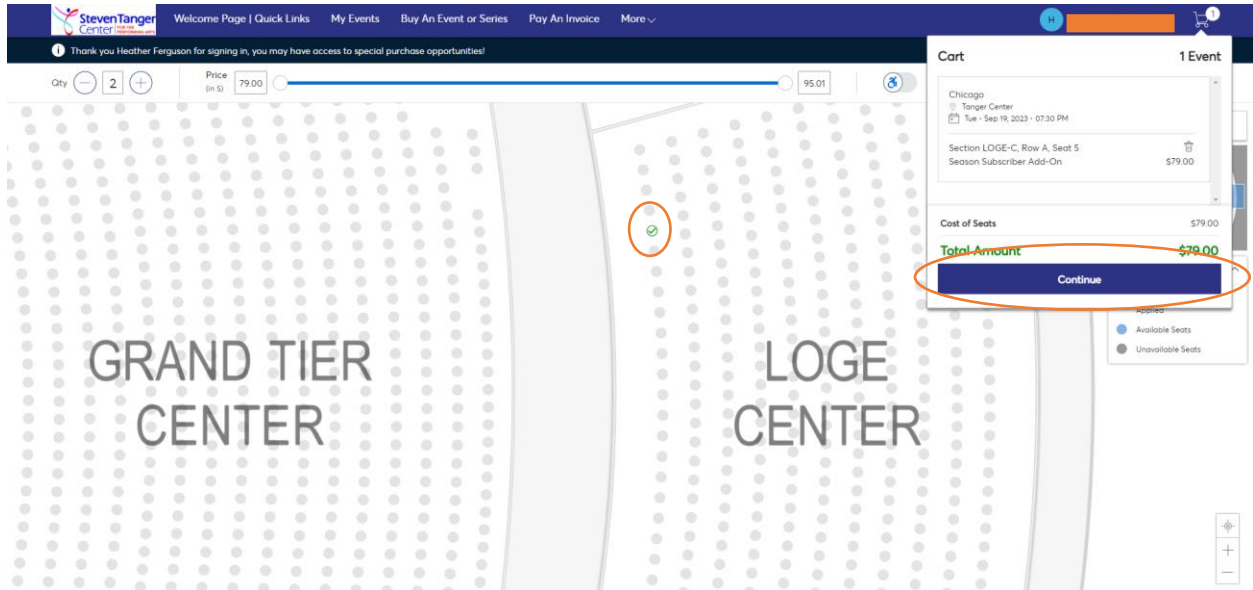 StevenTanger
Center FOR THE PERFORMING ARTS
Welcome Page | Quick Links My Events Buy An Event or Series Pay An Invoice More
H
1
i Thank you Heather Ferguson for signing in, you may have access to special purchase opportunities!
Qty 2 Price (in $) 79.00 95.01
Cart 1 Event
Chicago
Tanger Center
Tue - Sep 19, 2023 - 07:30 PM
Section LOGE-C, Row A, Seat 5
Season Subscriber Add-On $79.00
Cost of Seats $79.00
Total Amount $79.00
Continue
Applied
Available Seats
Unavailable Seats
GRAND TIER
CENTER
LOGE
CENTER